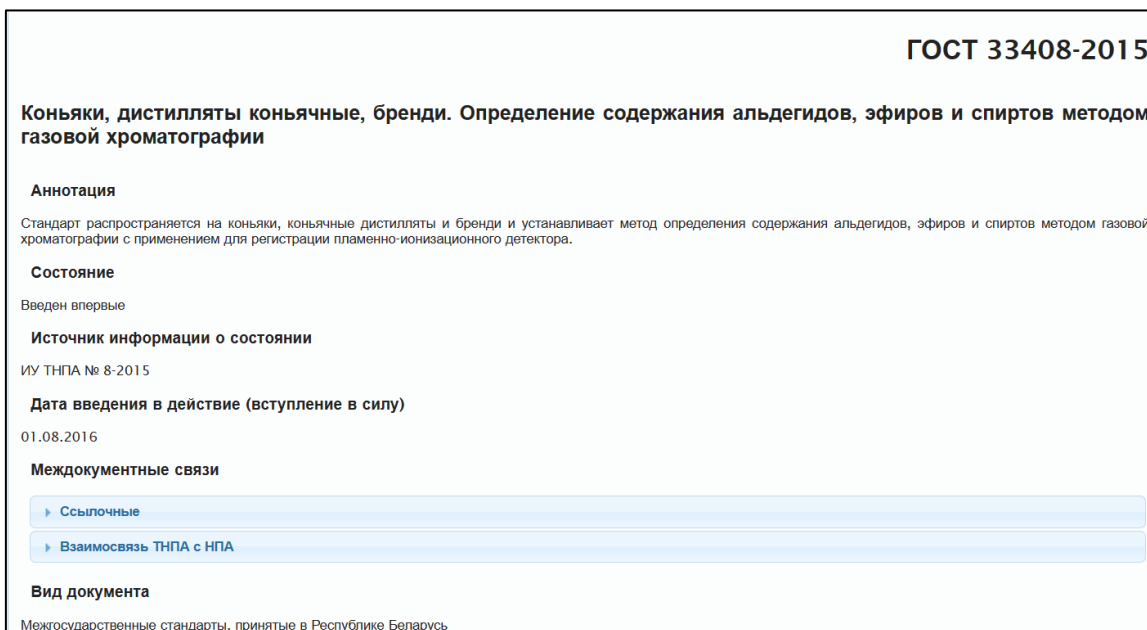 ГОСТ 33408-2015
Коньяки, дистилляты коньячные, бренди. Определение содержания альдегидов, эфиров и спиртов методом
газовой хроматографии
Аннотация
Стандарт распространяется на коньяки, коньячные дистилляты и бренди и устанавливает метод определения содержания альдегидов, эфиров и спиртов методом газовой
хроматографии с применением для регистрации пламенно-ионизационного детектора.
Состояние
Введен впервые
Источник информации о состоянии
ИУ ТНПА № 8-2015
Дата введения в действие (вступление в силу)
01.08.2016
Междокументные связи
Ссылочные
Взаимосвязь ТНПА с НПА
Вид документа
Межгосударственные стандарты, принятые в Республике Беларусь